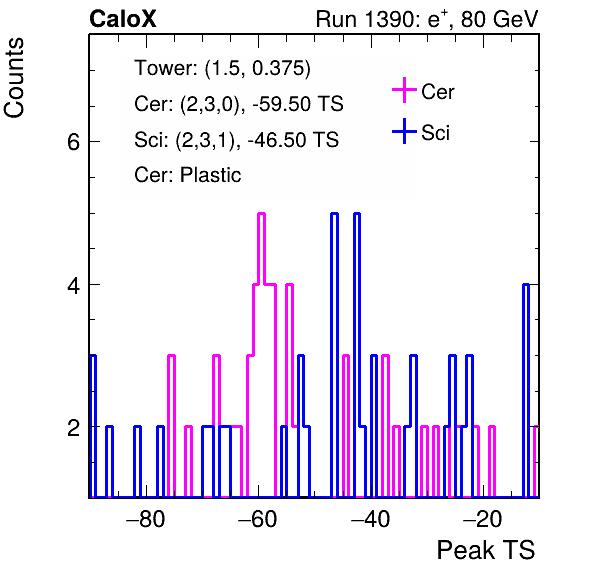 CaloX
Run 1390: e+, 80 GeV
Counts
Tower: (1.5, 0.375)
Cer: (2,3,0), -59.50 TS
Sci: (2,3,1), -46.50 TS
Cer: Plastic
Cer
Sci
6
4
2
−80 −60 −40 −20
Peak TS